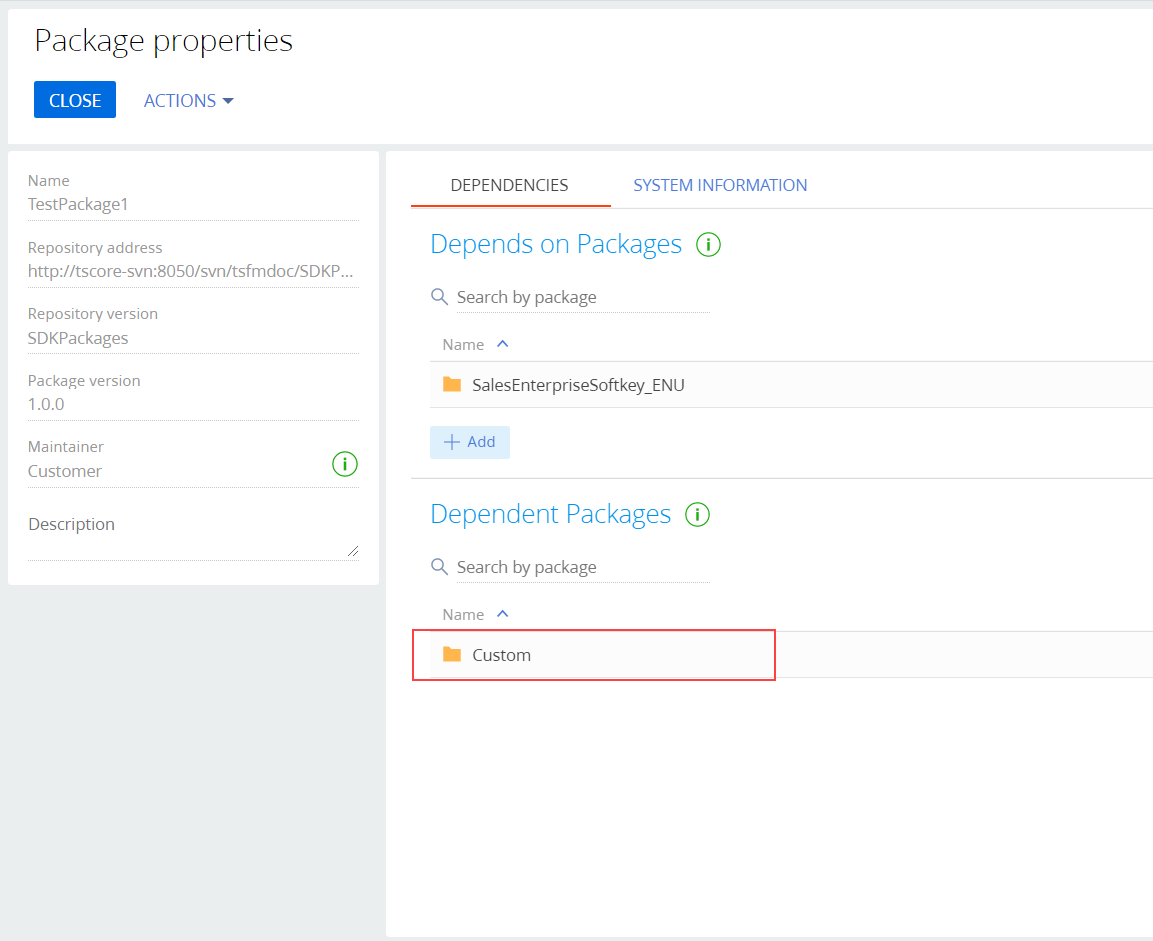 Package properties
CLOSE
ACTIONS
Name
TestPackage1
Repository address
http://tscore-svn:8050/svn/tsfmdoc/SDKP...
Repository version
SDKPackages
Package version
1.0.0
Maintainer
Customer
Description
DEPENDENCIES
SYSTEM INFORMATION
Depends on Packages
Search by package
Name
SalesEnterpriseSoftkey_ENU
Add
Dependent Packages
Search by package
Name
Custom